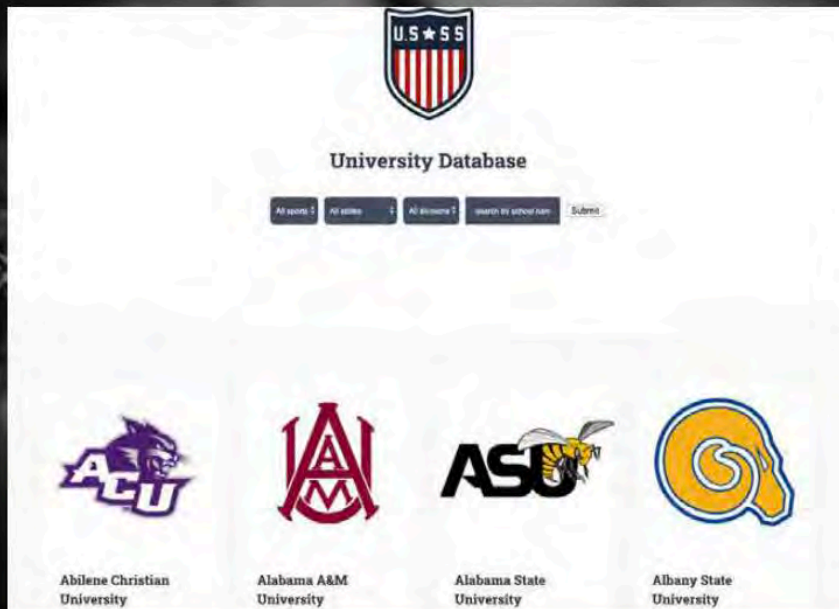 U.S ★ S S
University Database
All sports All states All divisions search by school nam Submit
ACU
AAM
ASU
Abilene Christian
University
Alabama A&M
University
Alabama State
University
Albany State
University